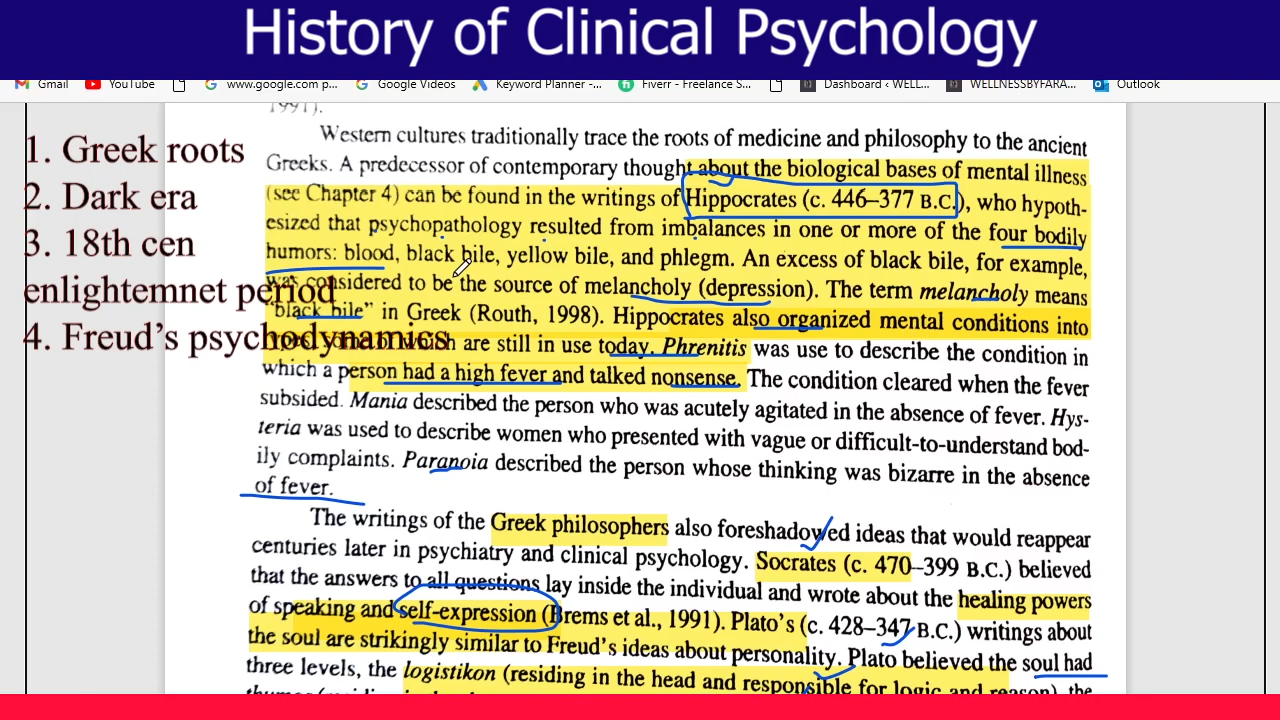 History of Clinical Psychology
Gmail YouTube www.google.com p... Google Videos Keyword Planner -... Fiverr - Freelance S... Dashboard ‹ WELL... WELLNESSBYFARA... Outlook
1991).
1. Greek roots
2. Dark era
3. 18th cen
enlightemnet period
4. Freud’s psychodynamics
Western cultures traditionally trace the roots of medicine and philosophy to the ancient
Greeks. A predecessor of contemporary thought about the biological bases of mental illness
(see Chapter 4) can be found in the writings of Hippocrates (c. 446–377 B.C.), who hypoth-
esized that psychopathology resulted from imbalances in one or more of the four bodily
humors: blood, black bile, yellow bile, and phlegm. An excess of black bile, for example,
was considered to be the source of melancholy (depression). The term melancholy means
“black bile” in Greek (Routh, 1998). Hippocrates also organized mental conditions into
some of which are still in use today. Phrenitis was use to describe the condition in
which a person had a high fever and talked nonsense. The condition cleared when the fever
subsided. Mania described the person who was acutely agitated in the absence of fever. Hys-
teria was used to describe women who presented with vague or difficult-to-understand bod-
ily complaints. Paranoia described the person whose thinking was bizarre in the absence
of fever.
The writings of the Greek philosophers also foreshadowed ideas that would reappear
centuries later in psychiatry and clinical psychology. Socrates (c. 470–399 B.C.) believed
that the answers to all questions lay inside the individual and wrote about the healing powers
of speaking and self-expression (Brems et al., 1991). Plato’s (c. 428–347 B.C.) writings about
the soul are strikingly similar to Freud’s ideas about personality. Plato believed the soul had
three levels, the logistikon (residing in the head and responsible for logic and reason), the